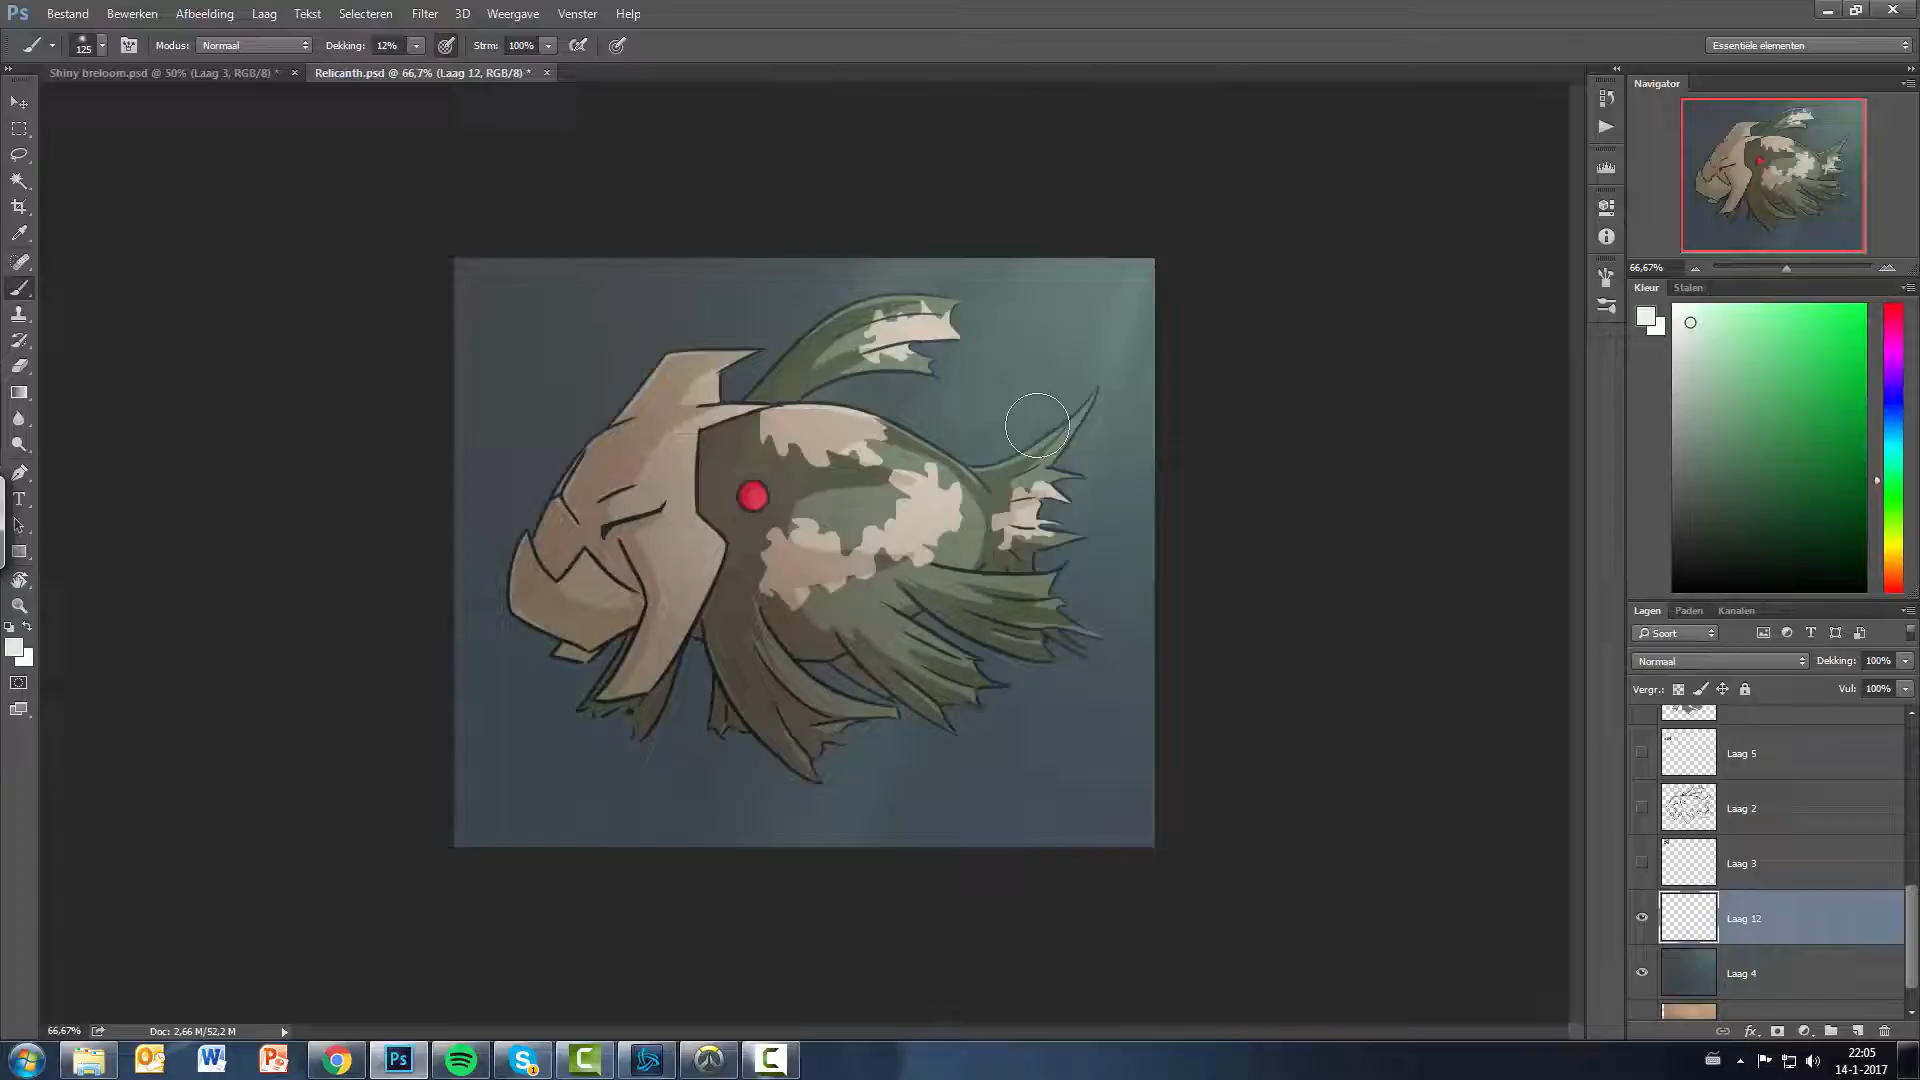 Ps Bestand Bewerken Afbeelding Laag Tekst Selecteren Filter 3D Weergave Venster Help
125 Modus: Normaal Dekking: 12% Strm: 100% Essentiële elementen
Shiny breloom.psd @ 50% (Laag 3, RGB/8) * × Relicanth.psd @ 66,7% (Laag 12, RGB/8) * ×
Navigator
66,67%
Kleur Stalen
Lagen Paden Kanalen
Soort
Normaal Dekking: 100%
Vergr.: Vul: 100%
Laag 5
Laag 2
Laag 3
Laag 12
Laag 4
66,67% Doc: 2,66 M/52,2 M
22:05
14-1-2017